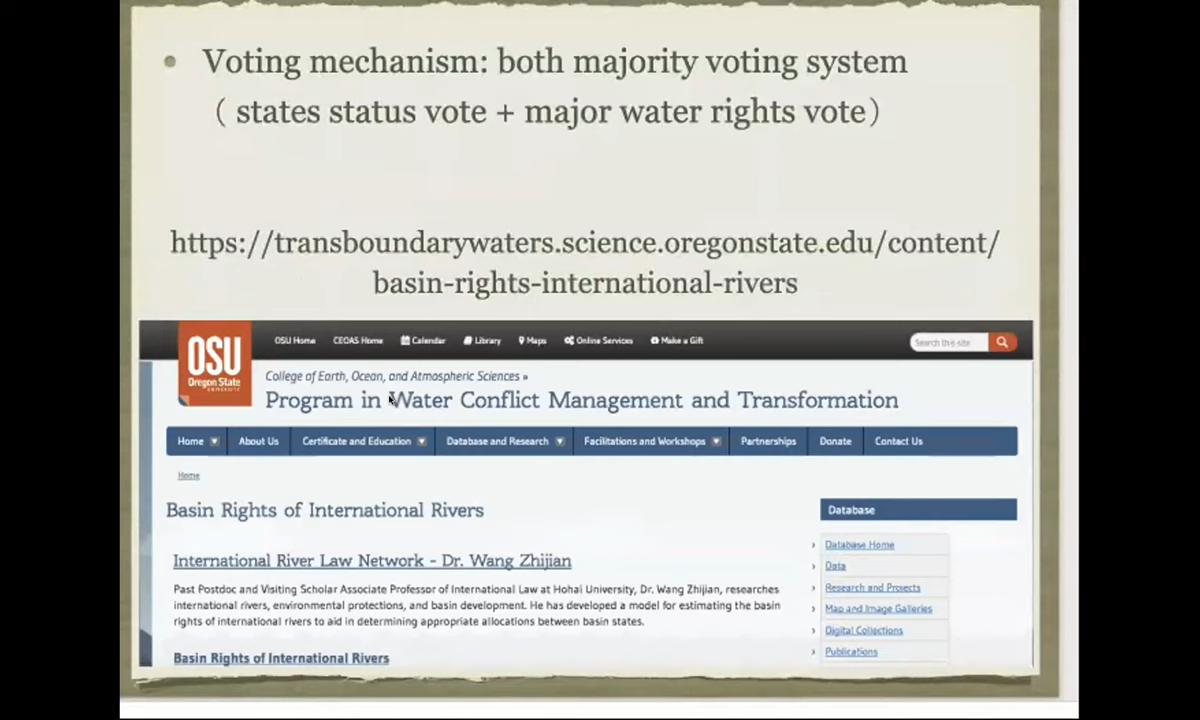 • Voting mechanism: both majority voting system
（ states status vote + major water rights vote）
https://transboundarywaters.science.oregonstate.edu/content/
basin-rights-international-rivers
OSU
Oregon State
UNIVERSITY
OSU Home CEOAS Home Calendar Library Maps Online Services Make a Gift
Search this site
College of Earth, Ocean, and Atmospheric Sciences »
Program in Water Conflict Management and Transformation
Home About Us Certificate and Education Database and Research Facilitations and Workshops Partnerships Donate Contact Us
Home
Basin Rights of International Rivers
International River Law Network - Dr. Wang Zhijian
Past Postdoc and Visiting Scholar Associate Professor of International Law at Hohai University, Dr. Wang Zhijian, researches
international rivers, environmental protections, and basin development. He has developed a model for estimating the basin
rights of international rivers to aid in determining appropriate allocations between basin states.
Basin Rights of International Rivers
Database
Database Home
Data
Research and Projects
Map and Image Galleries
Digital Collections
Publications